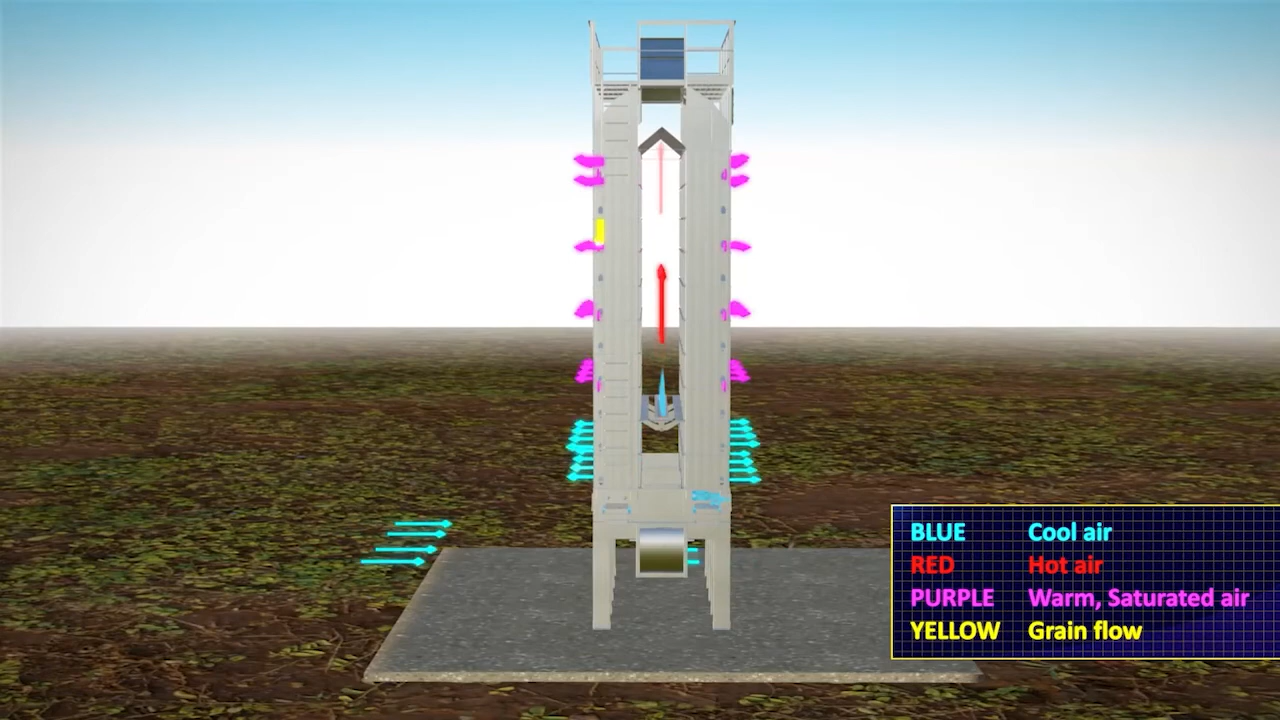 BLUE Cool air
RED Hot air
PURPLE Warm, Saturated air
YELLOW Grain flow